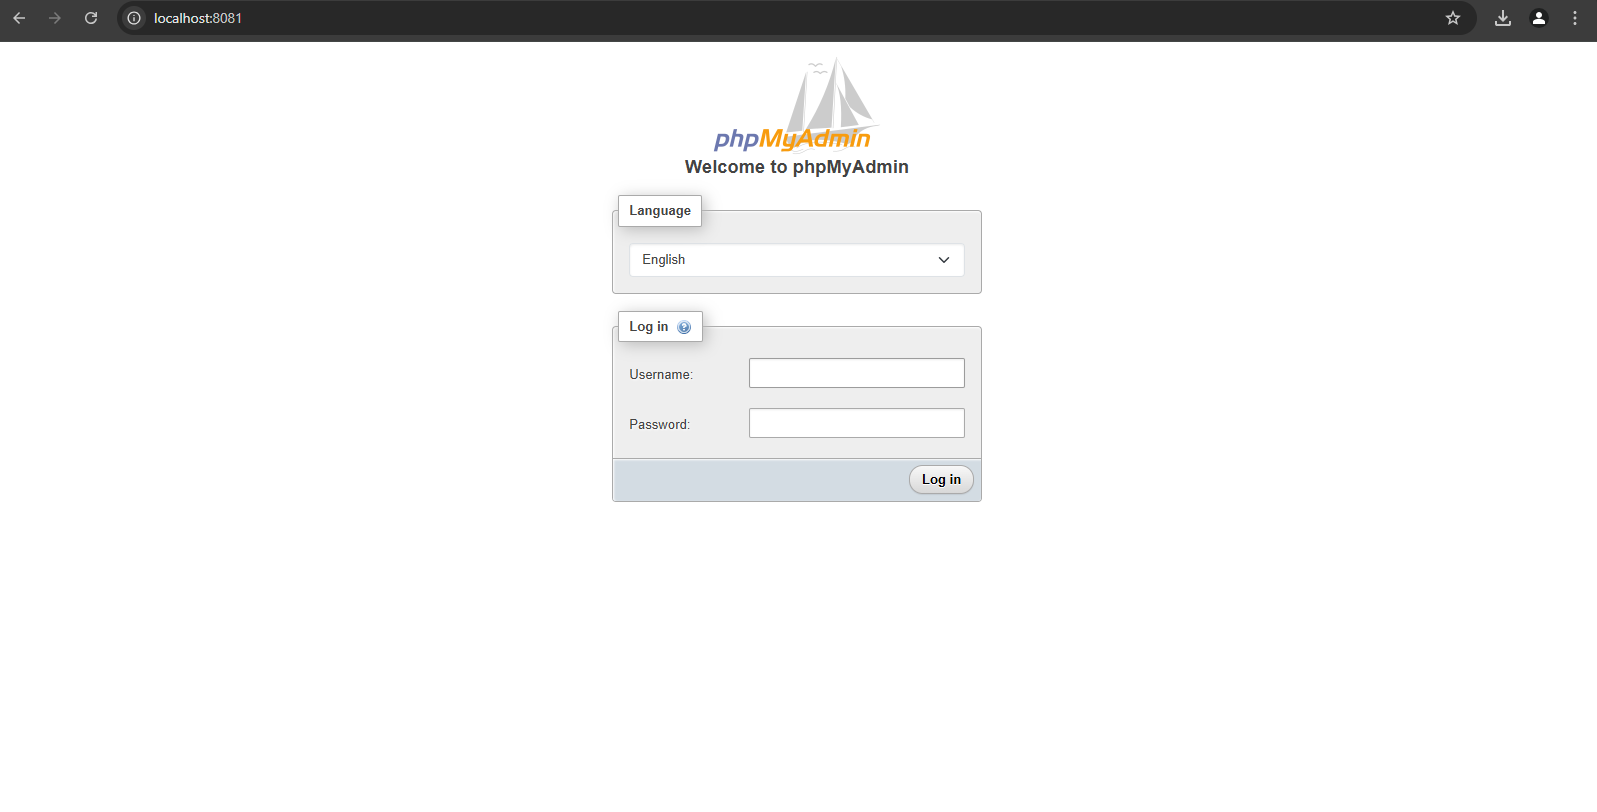 localhost:8081
phpMyAdmin
Welcome to phpMyAdmin
Language
English
Log in
Username:
Password:
Log in